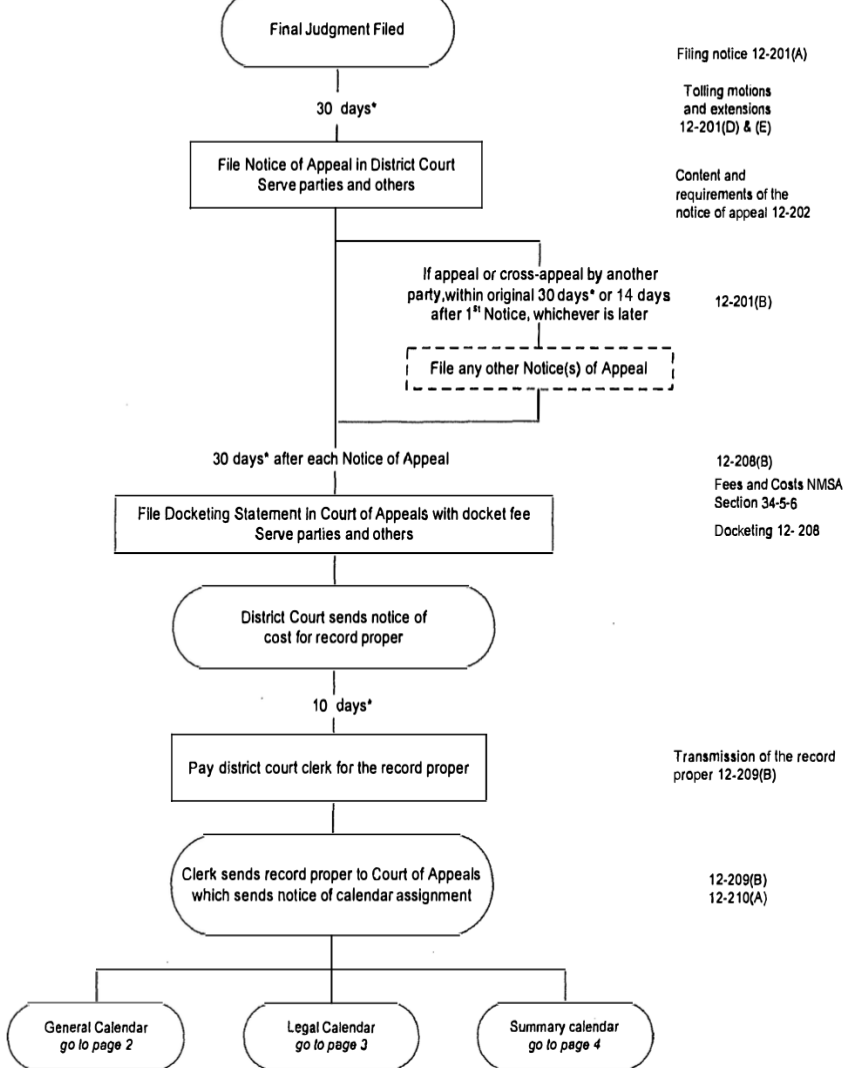 Final Judgment Filed
Filing notice 12-201(A)
30 days*
Tolling motions
and extensions
12-201(D) & (E)
File Notice of Appeal in District Court
Serve parties and others
Content and
requirements of the
notice of appeal 12-202
If appeal or cross-appeal by another
party,within original 30 days* or 14 days
after 1st Notice, whichever is later
12-201(B)
File any other Notice(s) of Appeal
30 days* after each Notice of Appeal
12-208(B)
Fees and Costs NMSA
Section 34-5-6
File Docketing Statement in Court of Appeals with docket fee
Serve parties and others
Docketing 12- 208
District Court sends notice of
cost for record proper
10 days*
Pay district court clerk for the record proper
Transmission of the record
proper 12-209(B)
Clerk sends record proper to Court of Appeals
which sends notice of calendar assignment
12-209(B)
12-210(A)
General Calendar
go to page 2
Legal Calendar
go to page 3
Summary calendar
go to page 4